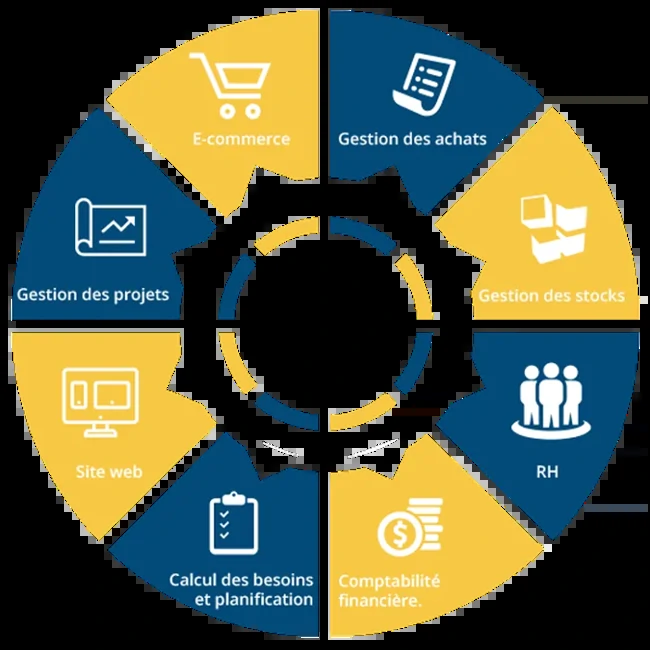 E-commerce
Gestion des achats
Gestion des stocks
RH
Comptabilité
financière.
Calcul des besoins
et planification
Site web
Gestion des projets